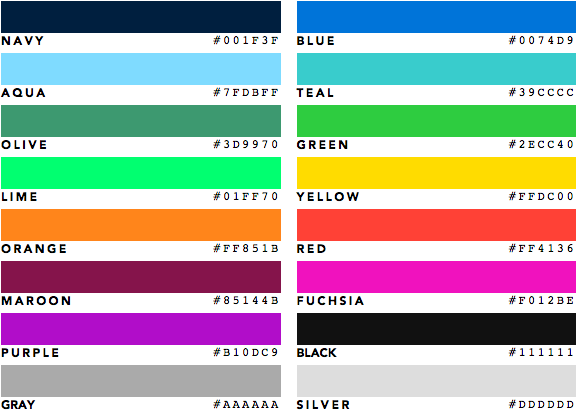 NAVY #001F3F BLUE #0074D9
AQUA #7FDBFF TEAL #39CCCC
OLIVE #3D9970 GREEN #2ECC40
LIME #01FF70 YELLOW #FFDC00
ORANGE #FF851B RED #FF4136
MAROON #85144B FUCHSIA #F012BE
PURPLE #B10DC9 BLACK #111111
GRAY #AAAAAA SILVER #DDDDDD